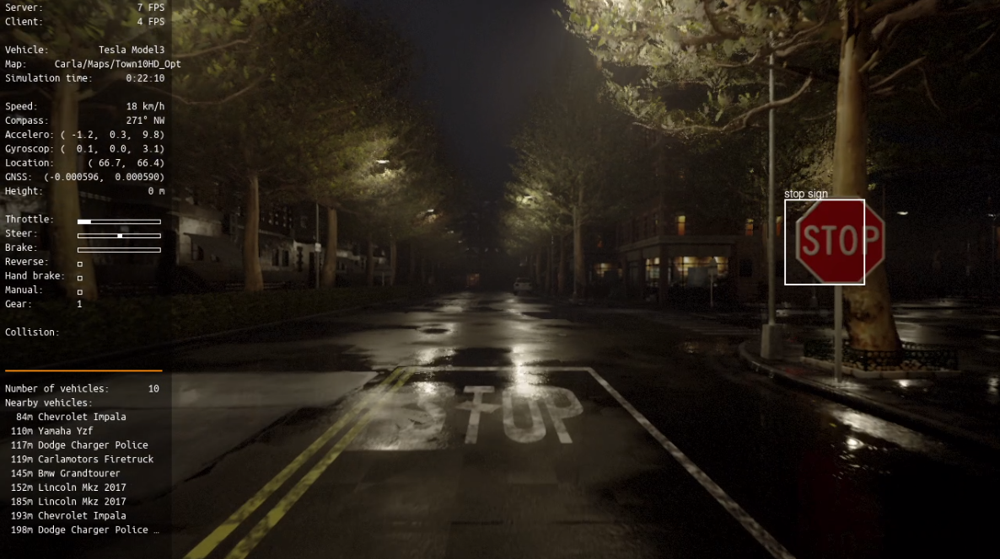 Server: 7 FPS
Client: 4 FPS
Vehicle: Tesla Model3
Map: Carla/Maps/Town10HD_Opt
Simulation time: 0:22:10
Speed: 18 km/h
Compass: 271° NW
Accelero: ( -1.2, 0.3, 9.8)
Gyroscop: ( 0.1, 0.0, 3.1)
Location: ( 66.7, 66.4)
GNSS: (-0.000596, 0.000590)
Height: 0 m
Throttle:
Steer:
Brake:
Reverse:
Hand brake:
Manual:
Gear: 1
Collision:
Number of vehicles: 10
Nearby vehicles:
84m Chevrolet Impala
110m Yamaha Yzf
117m Dodge Charger Police
119m Carlamotors Firetruck
145m Bmw Grandtourer
152m Lincoln Mkz 2017
185m Lincoln Mkz 2017
193m Chevrolet Impala
198m Dodge Charger Police …
stop sign
STOP
STOP